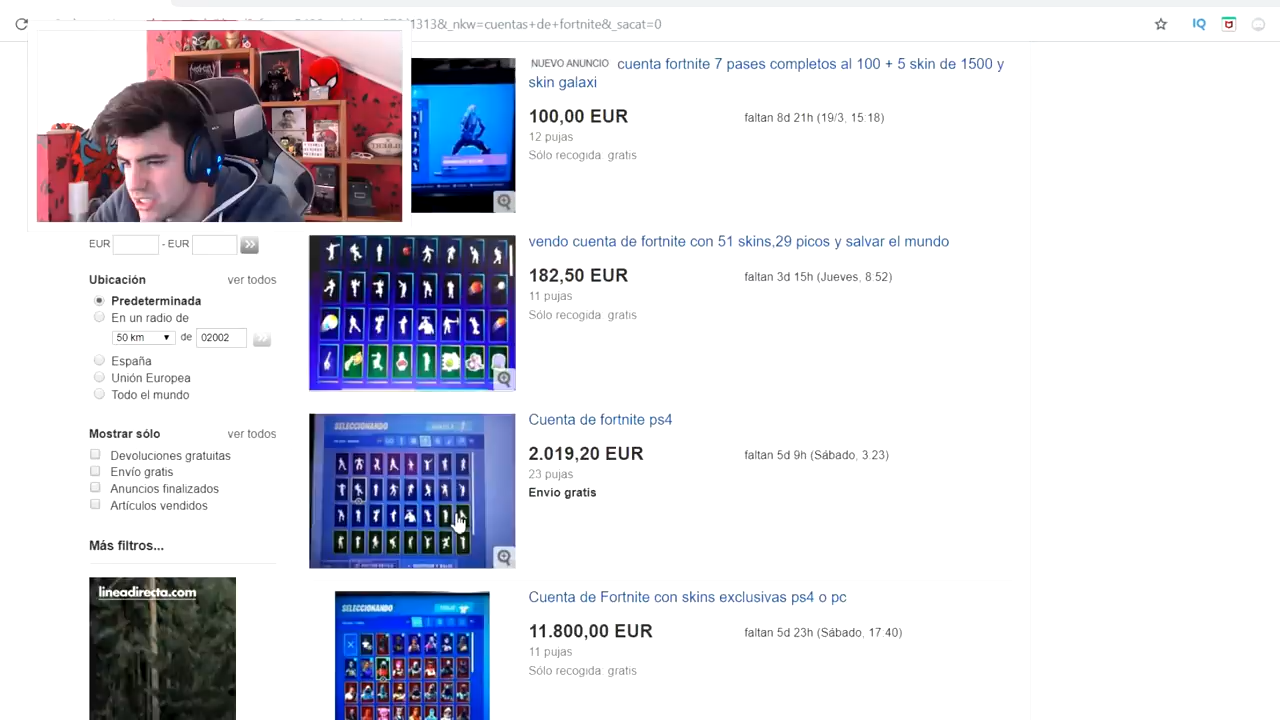 1313&_nkw=cuentas+de+fortnite&_sacat=0
IQ
NUEVO ANUNCIO cuenta fortnite 7 pases completos al 100 + 5 skin de 1500 y
skin galaxi
100,00 EUR
faltan 8d 21h (19/3, 15:18)
12 pujas
Sólo recogida gratis
GILBERT
EUR - EUR
Ubicación ver todos
Predeterminada
En un radio de
50 km de 02002
España
Unión Europea
Todo el mundo
Mostrar sólo ver todos
Devoluciones gratuitas
Envío gratis
Anuncios finalizados
Artículos vendidos
Más filtros...
lineadirecta.com
vendo cuenta de fortnite con 51 skins,29 picos y salvar el mundo
182,50 EUR
faltan 3d 15h (Jueves, 8:52)
11 pujas
Sólo recogida gratis
SELECCIONANDO
Cuenta de fortnite ps4
2.019,20 EUR
faltan 5d 9h (Sábado, 3:23)
23 pujas
Envío gratis
SELECCIONANDO
Cuenta de Fortnite con skins exclusivas ps4 o pc
11.800,00 EUR
faltan 5d 23h (Sábado, 17:40)
11 pujas
Sólo recogida gratis